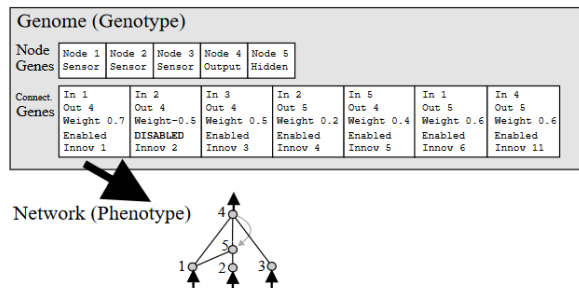 Genome (Genotype)
Node Genes
Node 1 Sensor
Node 2 Sensor
Node 3 Sensor
Node 4 Output
Node 5 Hidden
Connect. Genes
In 1
Out 4
Weight 0.7
Enabled
Innov 1
In 2
Out 4
Weight-0.5
DISABLED
Innov 2
In 3
Out 4
Weight 0.5
Enabled
Innov 3
In 2
Out 5
Weight 0.2
Enabled
Innov 4
In 5
Out 4
Weight 0.4
Enabled
Innov 5
In 1
Out 5
Weight 0.6
Enabled
Innov 6
In 4
Out 5
Weight 0.6
Enabled
Innov 11
Network (Phenotype)
4
5
1
2
3